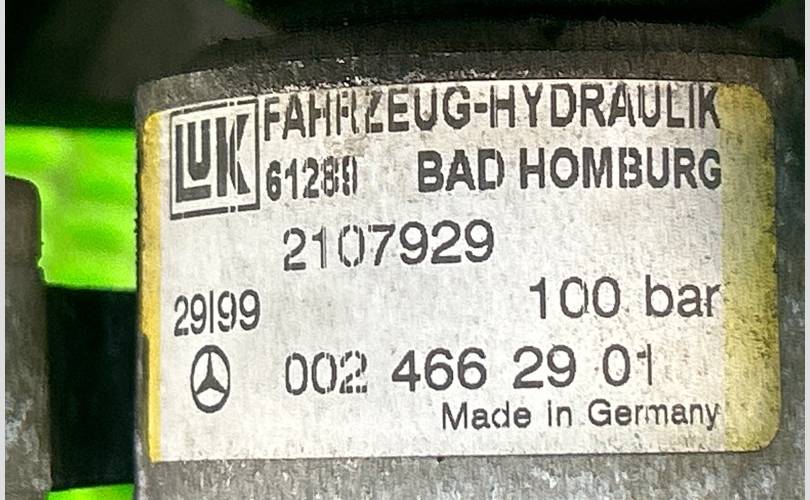 LUK FAHRZEUG-HYDRAULIK
61289 BAD HOMBURG
2107929
29|99 100 bar
002 466 29 01
Made in Germany